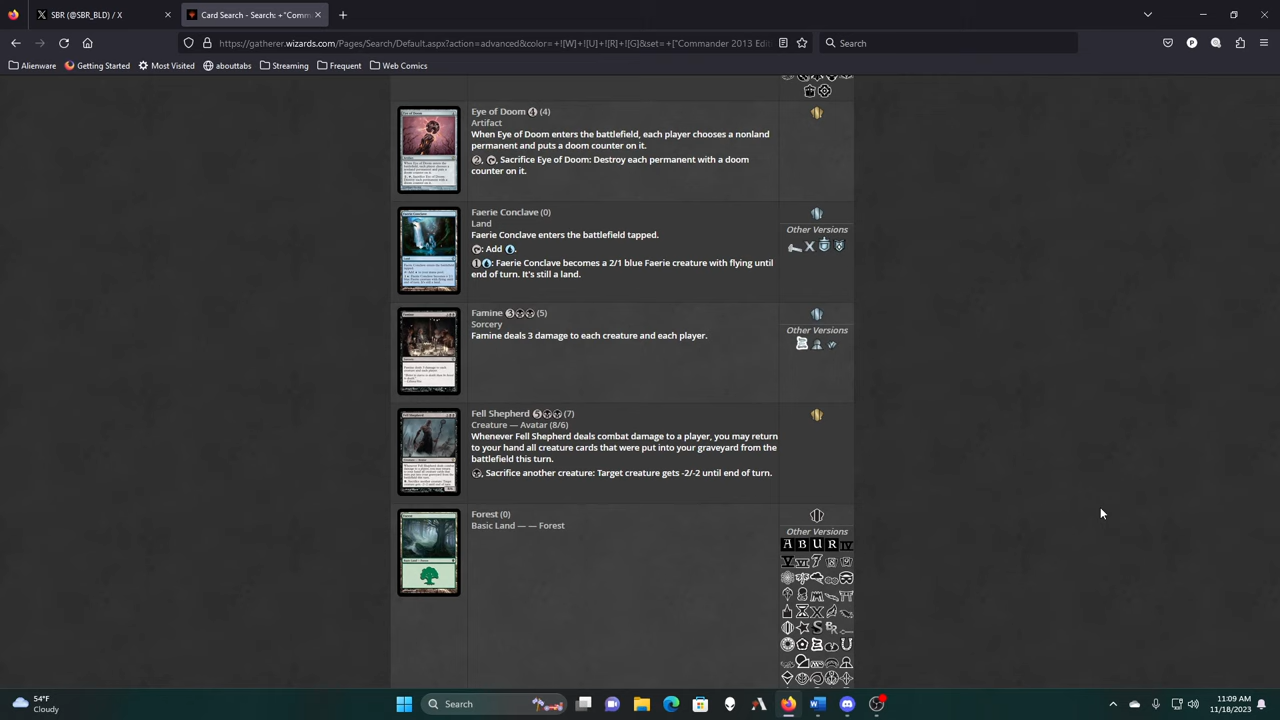 SBR (@SBR_BLD) / X
Card Search - Searchs: +"Comm
https://gatherer.wizards.com/Pages/Search/Default.aspx?action=advanced&color= +![W] +![U] +![R] +![G]&set= +["Commander 2013 Edi
Search
Alienware
Getting Started
Most Visited
abouttabs
Streaming
Frequent
Web Comics
Eye of Doom 4 (4)
Artifact
When Eye of Doom enters the battlefield, each player chooses a nonland
permanent and puts a doom counter on it.
2, : Sacrifice Eye of Doom: Destroy each permanent with a doom
counter on it.
Faerie Conclave (0)
Land
Faerie Conclave enters the battlefield tapped.
: Add .
1 : Faerie Conclave becomes a 2/1 blue Faerie creature with flying until
end of turn. It's still a land.
Other Versions
Famine 3 (5)
Sorcery
Famine deals 3 damage to each creature and each player.
Other Versions
Fell Shepherd 5 (7)
Creature — Avatar (8/6)
Whenever Fell Shepherd deals combat damage to a player, you may return
to your hand all creature cards that were put into your graveyard from the
battlefield this turn.
, Sacrifice another creature: Target creature gets -2/-2 until end of turn.
Forest (0)
Basic Land — — Forest
Other Versions
A B U R IV
54°F
Cloudy
Search
11:09 AM
11/18/2023